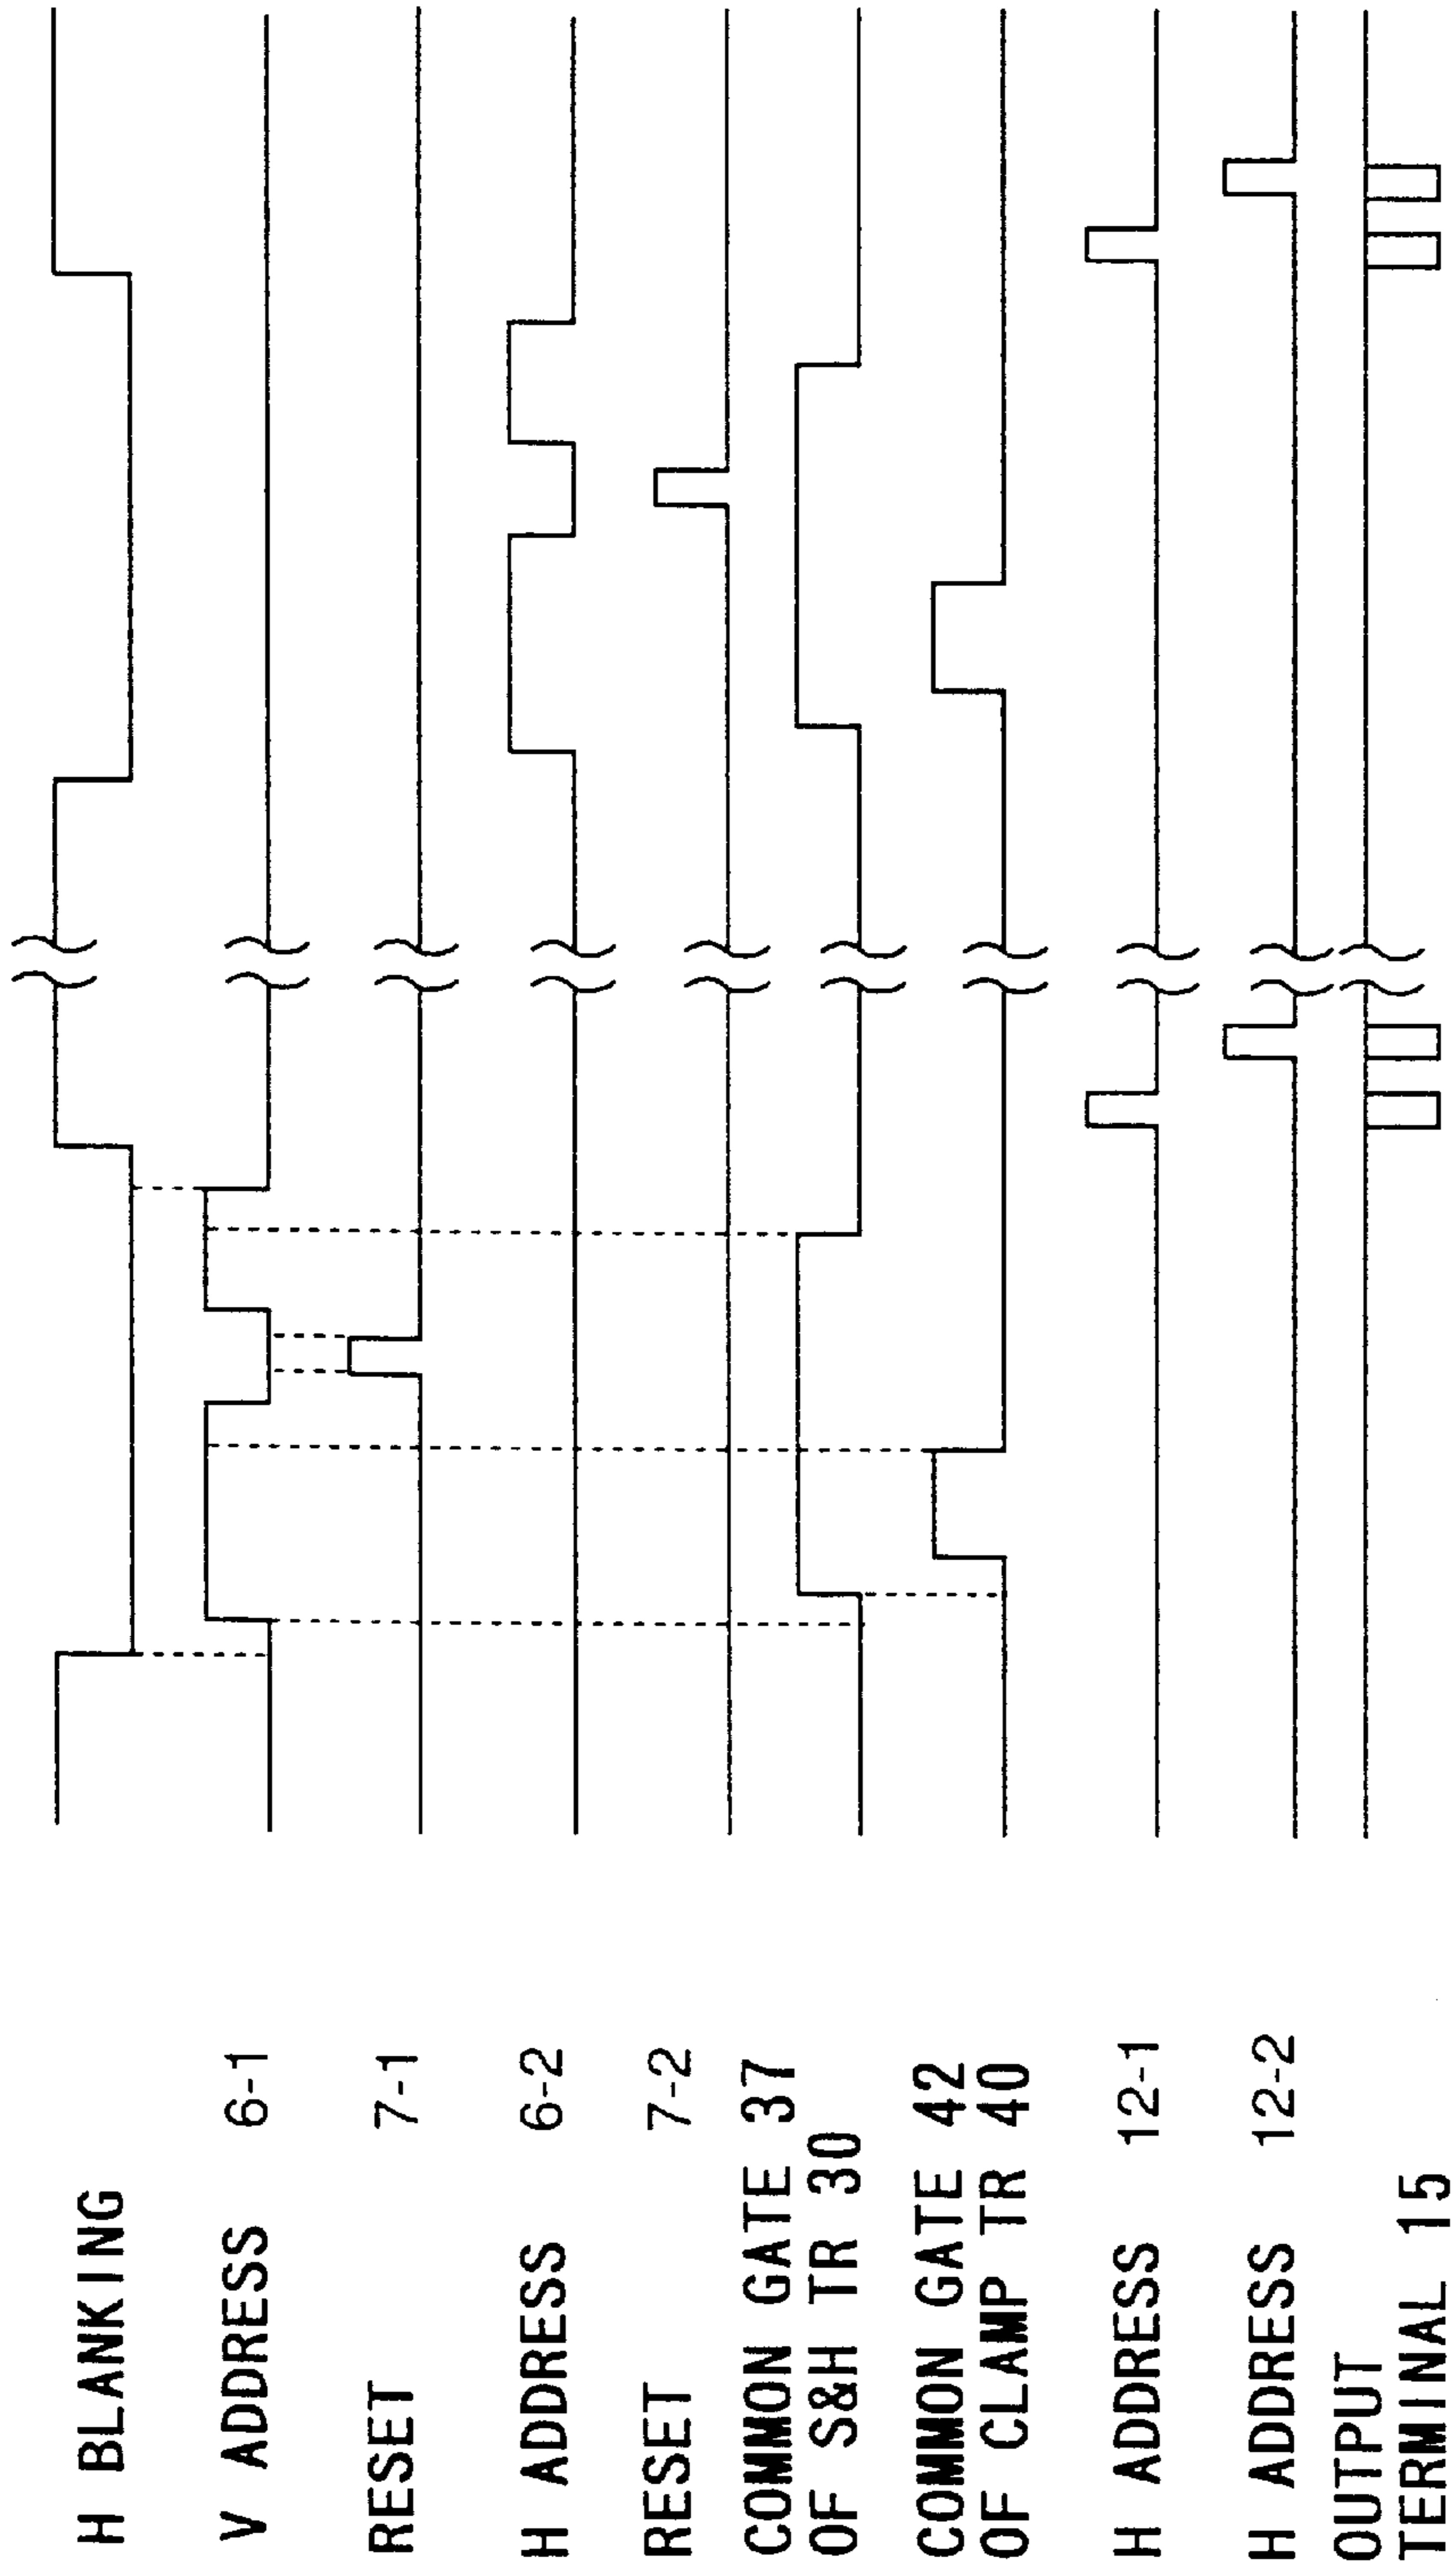 H BLANKING
V ADDRESS 6-1
RESET 7-1
H ADDRESS 6-2
RESET 7-2
COMMON GATE 37
OF S&H TR 30
COMMON GATE 42
OF CLAMP TR 40
H ADDRESS 12-1
H ADDRESS 12-2
OUTPUT
TERMINAL 15